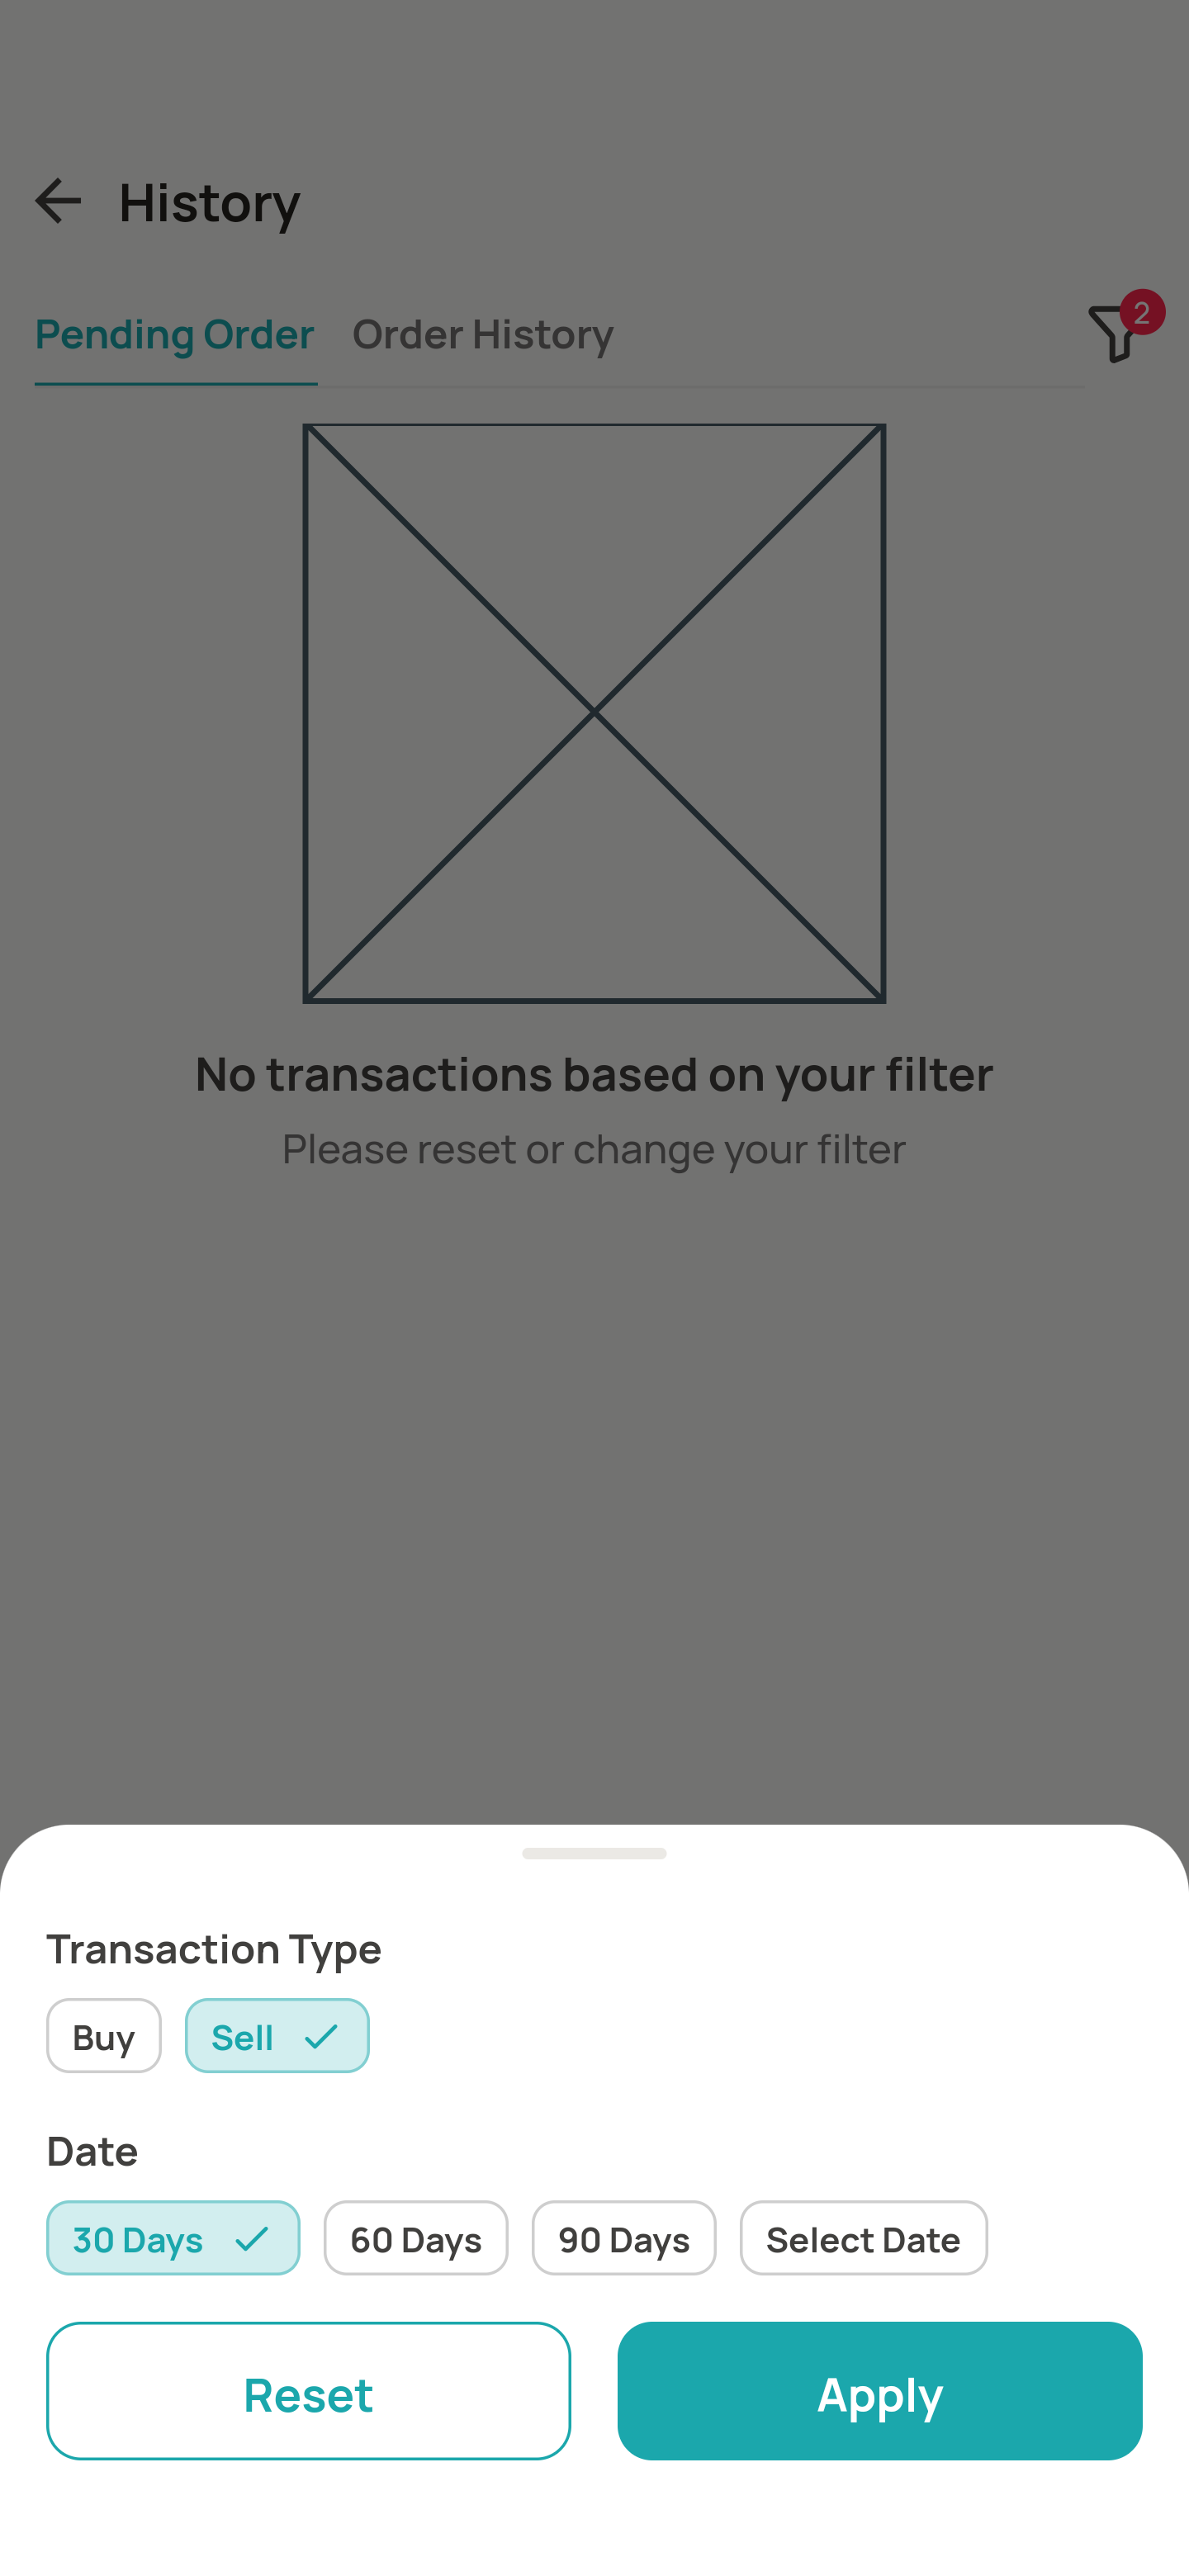 History
2
Pending Order Order History
No transactions based on your filter
Please reset or change your filter
Transaction Type
Buy Sell
Date
30 Days 60 Days 90 Days Select Date
Reset Apply